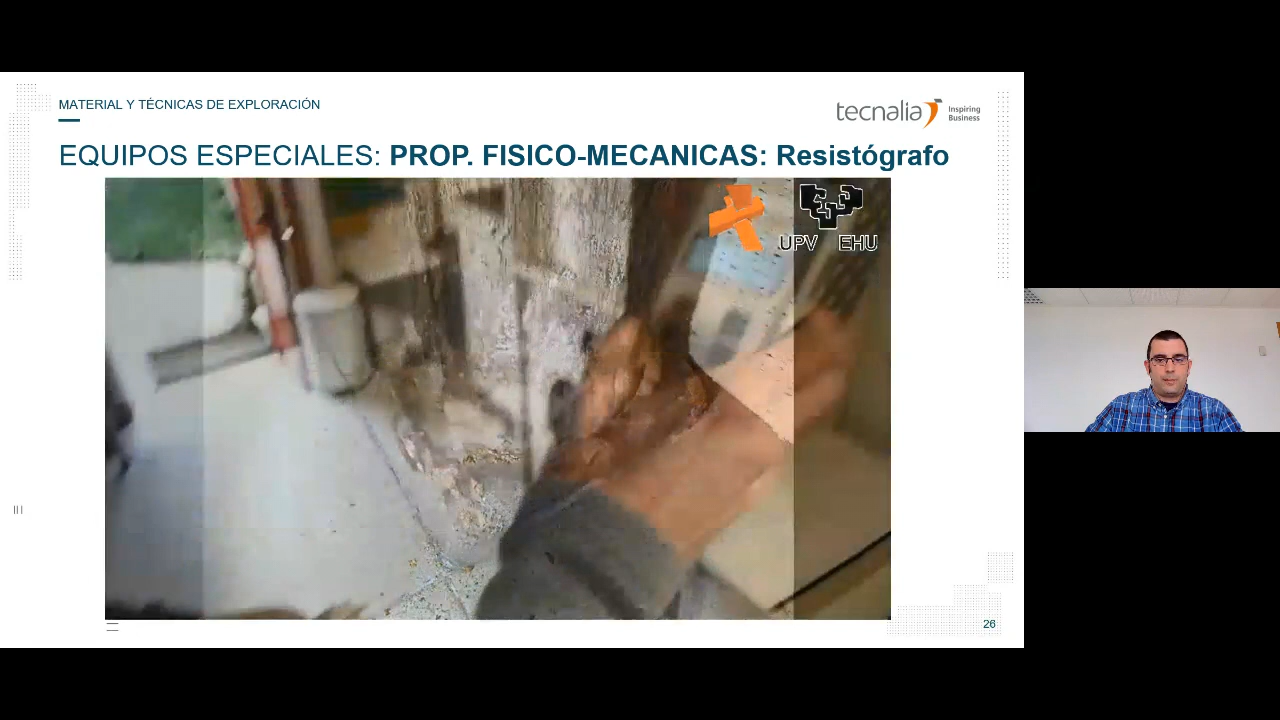 MATERIAL Y TÉCNICAS DE EXPLORACIÓN
tecnalia Inspiring
Business
EQUIPOS ESPECIALES: PROP. FISICO-MECANICAS: Resistógrafo
UPV EHU
26